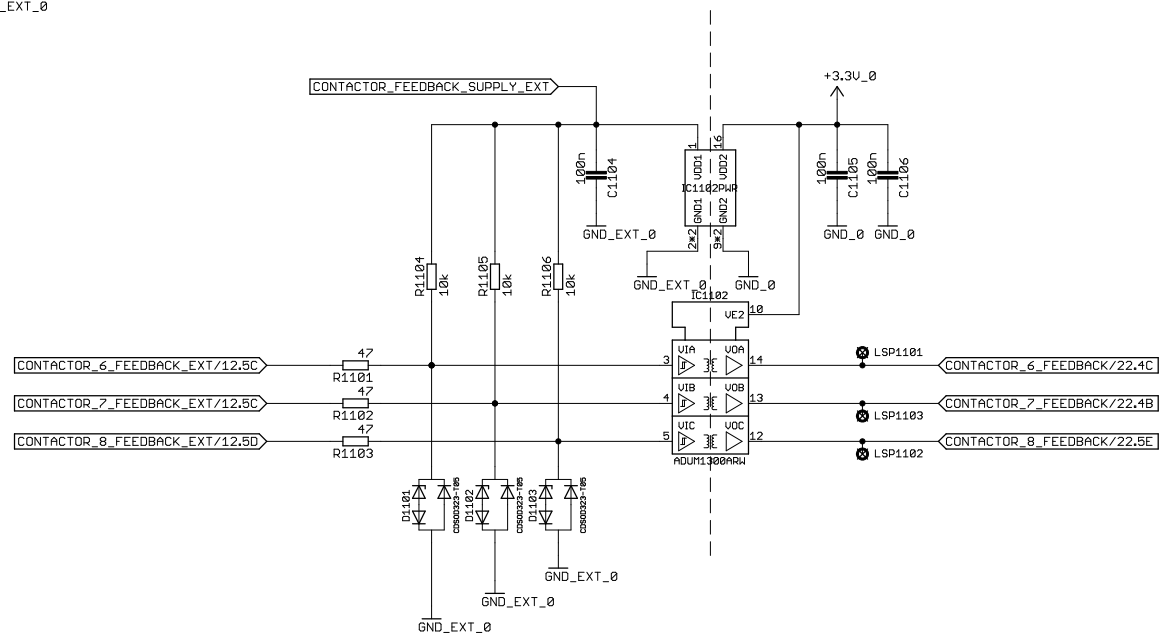 _EXT_0
+3.3V_0
CONTACTOR_FEEDBACK_SUPPLY_EXT
1
16
VDD1
VDD2
IC1102PWR
GND1
GND2
2*2
9*2
100n
C1104
100n
C1105
100n
C1106
GND_EXT_0
GND_0
GND_0
R1104
10k
R1105
10k
R1106
10k
GND_EXT_0
GND_0
IC1102
VE2
10
CONTACTOR_6_FEEDBACK_EXT/12.5C
47
R1101
3
VIA
VOA
14
LSP1101
CONTACTOR_6_FEEDBACK/22.4C
CONTACTOR_7_FEEDBACK_EXT/12.5C
47
R1102
4
VIB
VOB
13
LSP1103
CONTACTOR_7_FEEDBACK/22.4B
CONTACTOR_8_FEEDBACK_EXT/12.5D
47
R1103
5
VIC
VOC
12
LSP1102
CONTACTOR_8_FEEDBACK/22.5E
ADUM1300ARW
D1101
CDSOD323-T05
D1102
CDSOD323-T05
D1103
CDSOD323-T05
GND_EXT_0
GND_EXT_0
GND_EXT_0